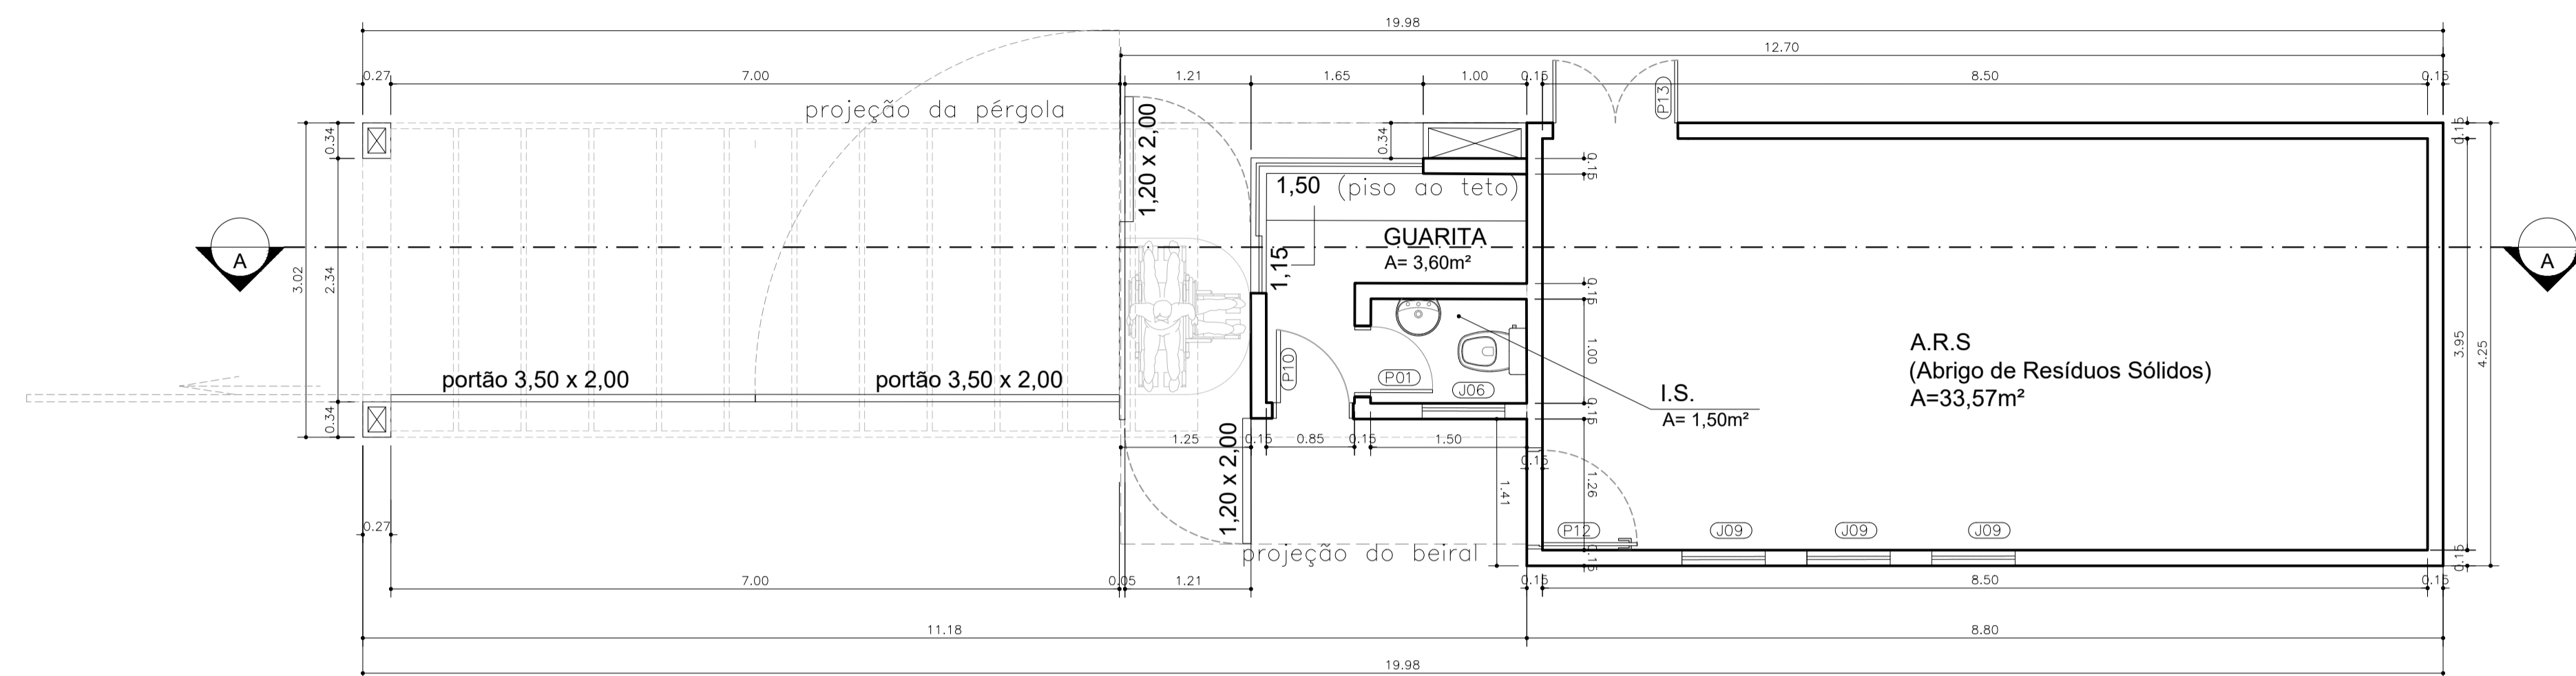 19.98
12.70
0.27
7.00
1.21
1.65
1.00
0.15
8.50
0.15
projeção da pérgola
1,20 x 2,00
P13
0.34
0.34
0.15
0.15
1,50 (piso ao teto)
GUARITA
A= 3,60m²
1,15
A
A
3.02
2.34
0.15
1.00
3.95
4.25
A.R.S
(Abrigo de Resíduos Sólidos)
A=33,57m²
portão 3,50 x 2,00
portão 3,50 x 2,00
P10
P01
J06
I.S.
A= 1,50m²
0.34
0.15
1.25
0.15
0.85
0.15
1.50
0.15
1,20 x 2,00
1.41
1.26
0.27
P12
J09
J09
J09
projeção do beiral
0.15
0.15
7.00
0.05
1.21
0.15
8.50
0.15
11.18
8.80
19.98